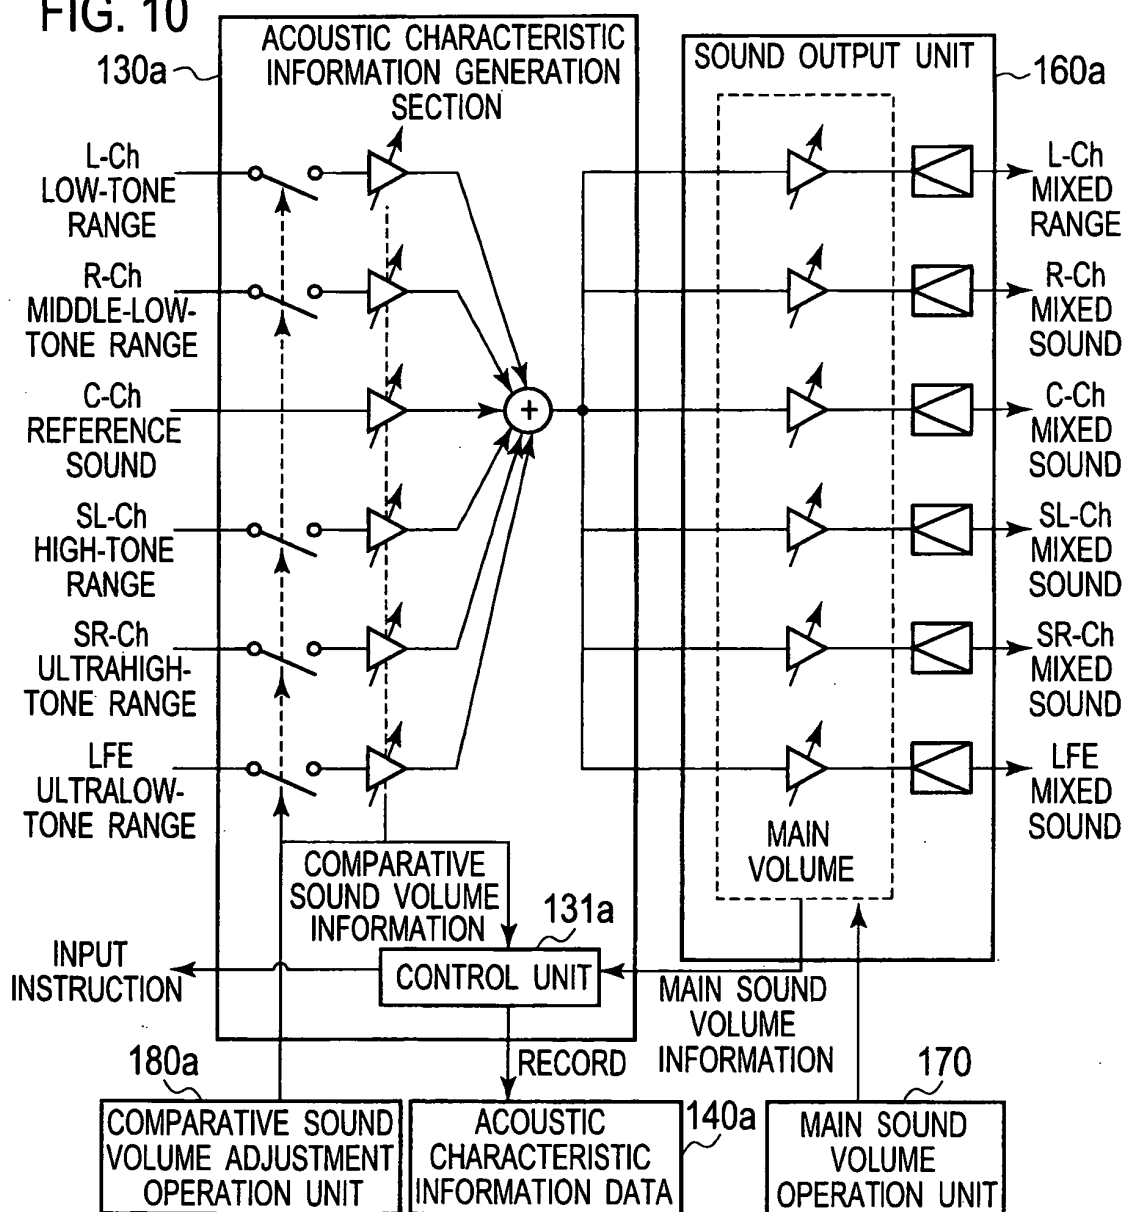 FIG. 10
130a
ACOUSTIC CHARACTERISTIC
INFORMATION GENERATION
SECTION
SOUND OUTPUT UNIT
160a
L-Ch
LOW-TONE
RANGE
R-Ch
MIDDLE-LOW-
TONE RANGE
C-Ch
REFERENCE
SOUND
SL-Ch
HIGH-TONE
RANGE
SR-Ch
ULTRAHIGH-
TONE RANGE
LFE
ULTRALOW-
TONE RANGE
+
L-Ch
MIXED
RANGE
R-Ch
MIXED
SOUND
C-Ch
MIXED
SOUND
SL-Ch
MIXED
SOUND
SR-Ch
MIXED
SOUND
LFE
MIXED
SOUND
MAIN
VOLUME
COMPARATIVE
SOUND VOLUME
INFORMATION
131a
CONTROL UNIT
INPUT
INSTRUCTION
MAIN SOUND
VOLUME
INFORMATION
RECORD
180a
COMPARATIVE SOUND
VOLUME ADJUSTMENT
OPERATION UNIT
ACOUSTIC
CHARACTERISTIC
INFORMATION DATA
140a
170
MAIN SOUND
VOLUME
OPERATION UNIT